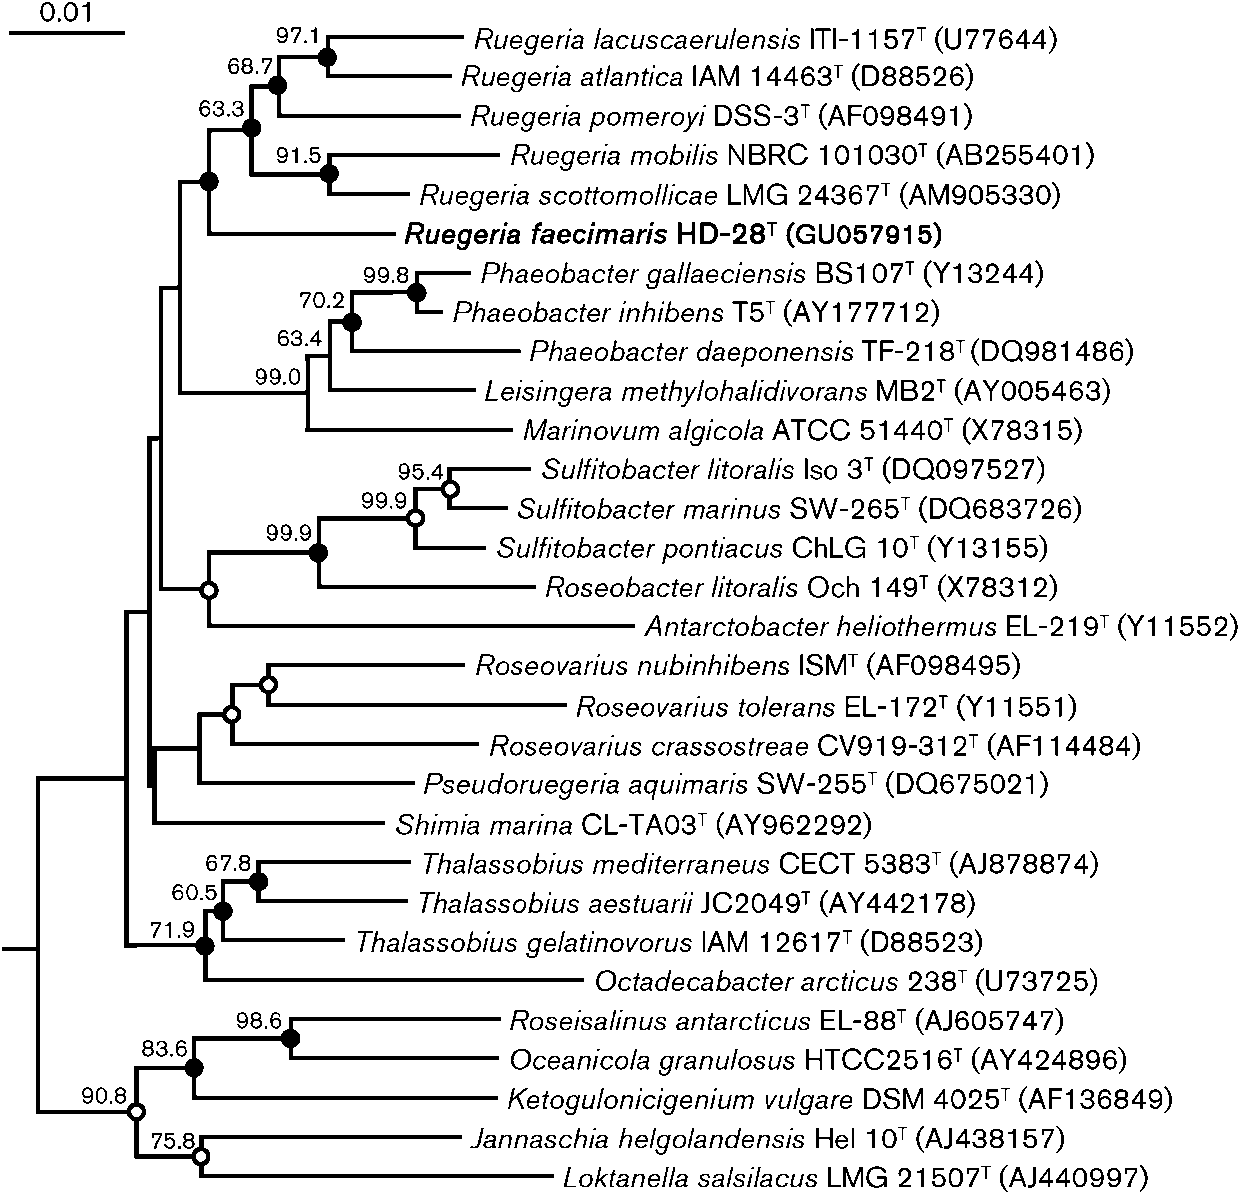 0.01
97.1
Ruegeria lacuscaerulensis ITI-1157ᵀ (U77644)
68.7
Ruegeria atlantica IAM 14463ᵀ (D88526)
63.3
Ruegeria pomeroyi DSS-3ᵀ (AF098491)
91.5
Ruegeria mobilis NBRC 101030ᵀ (AB255401)
Ruegeria scottomollicae LMG 24367ᵀ (AM905330)
Ruegeria faecimaris HD-28ᵀ (GU057915)
99.8
Phaeobacter gallaeciensis BS107ᵀ (Y13244)
70.2
Phaeobacter inhibens T5ᵀ (AY177712)
63.4
Phaeobacter daeponensis TF-218ᵀ (DQ981486)
99.0
Leisingera methylohalidivorans MB2ᵀ (AY005463)
Marinovum algicola ATCC 51440ᵀ (X78315)
95.4
Sulfitobacter litoralis Iso 3ᵀ (DQ097527)
99.9
Sulfitobacter marinus SW-265ᵀ (DQ683726)
99.9
Sulfitobacter pontiacus ChLG 10ᵀ (Y13155)
Roseobacter litoralis Och 149ᵀ (X78312)
Antarctobacter heliothermus EL-219ᵀ (Y11552)
Roseovarius nubinhibens ISMᵀ (AF098495)
Roseovarius tolerans EL-172ᵀ (Y11551)
Roseovarius crassostreae CV919-312ᵀ (AF114484)
Pseudoruegeria aquimaris SW-255ᵀ (DQ675021)
Shimia marina CL-TA03ᵀ (AY962292)
67.8
Thalassobius mediterraneus CECT 5383ᵀ (AJ878874)
60.5
Thalassobius aestuarii JC2049ᵀ (AY442178)
71.9
Thalassobius gelatinovorus IAM 12617ᵀ (D88523)
Octadecabacter arcticus 238ᵀ (U73725)
98.6
Roseisalinus antarcticus EL-88ᵀ (AJ605747)
83.6
Oceanicola granulosus HTCC2516ᵀ (AY424896)
90.8
Ketogulonicigenium vulgare DSM 4025ᵀ (AF136849)
75.8
Jannaschia helgolandensis Hel 10ᵀ (AJ438157)
Loktanella salsilacus LMG 21507ᵀ (AJ440997)